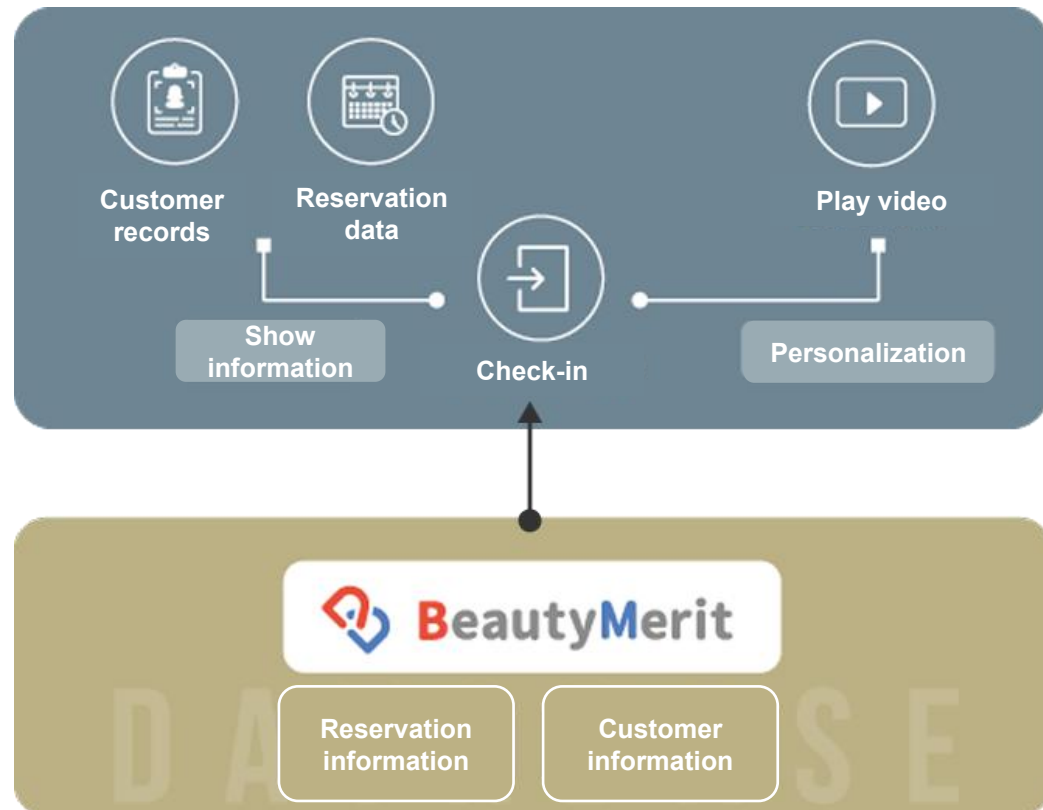 Customer
records
Reservation
data
Play video
Show
information
Check-in
Personalization
BeautyMerit
Reservation
information
Customer
information